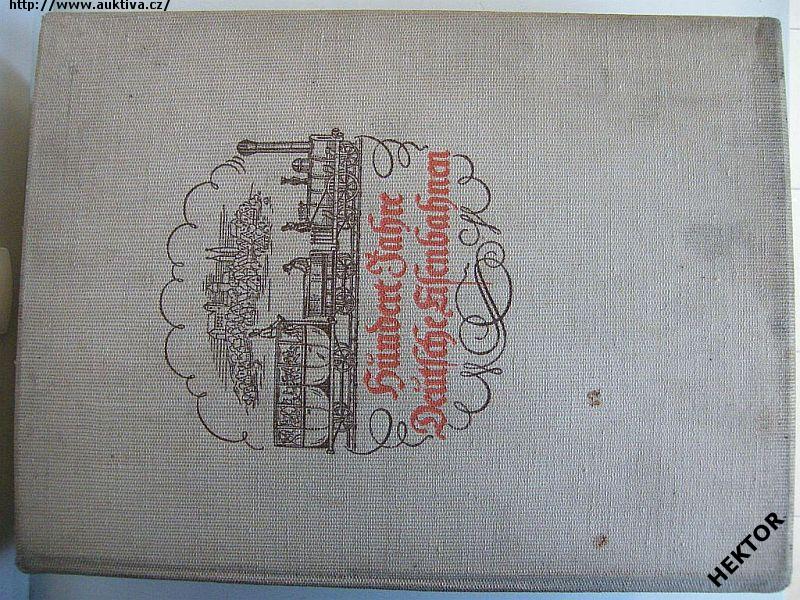 http://www.auktiva.cz/
Hundert Jahre
Deutsche Eisenbahnen
HEKTOR